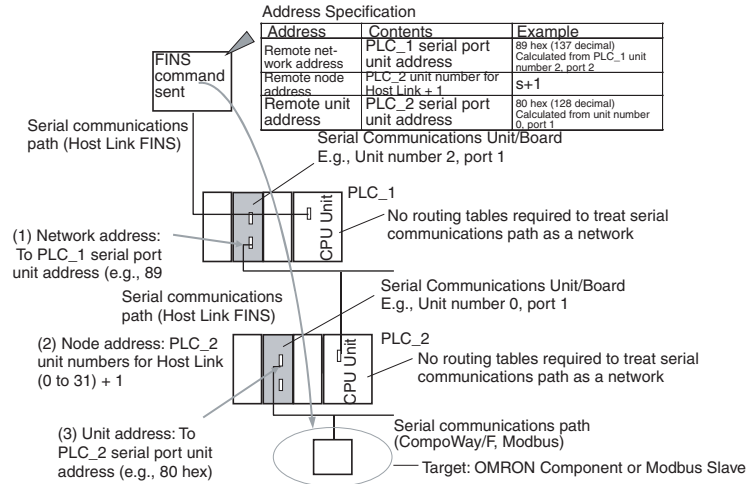 Address Specification
Address Contents Example
Remote net-
work address
PLC_1 serial port
unit address
89 hex (137 decimal)
Calculated from PLC_1 unit
number 2, port 2
Remote node
address
PLC_2 unit number for
Host Link + 1
s+1
Remote unit
address
PLC_2 serial port
unit address
80 hex (128 decimal)
Calculated from unit number
0, port 1
FINS
command
sent
Serial communications
path (Host Link FINS)
Serial Communications Unit/Board
E.g., Unit number 2, port 1
PLC_1
CPU Unit
No routing tables required to treat serial
communications path as a network
(1) Network address:
To PLC_1 serial port
unit address (e.g., 89
Serial communications
path (Host Link FINS)
Serial Communications Unit/Board
E.g., Unit number 0, port 1
(2) Node address: PLC_2
unit numbers for Host Link
(0 to 31) + 1
PLC_2
CPU Unit
No routing tables required to treat serial
communications path as a network
(3) Unit address: To
PLC_2 serial port unit
address (e.g., 80 hex)
Serial communications path
(CompoWay/F, Modbus)
Target: OMRON Component or Modbus Slave